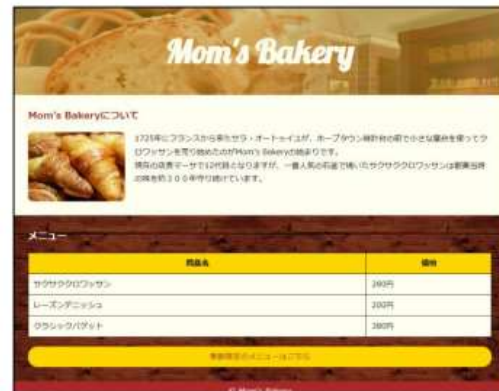 Mom's Bakery
Mom's Bakeryについて
1725年にフランスから来たサラ・オートゥイユが、ホープタウン時計台の前で小さな屋台を使ってク
ロワッサンを売り始めたのがMom's Bakeryの始まりです。
現在の店長マーサで12代目となりますが、一番人気の石釜で焼いたサクサククロワッサンは創業当時
の味を約３００年守り続けています。
メニュー
商品名
価格
サクサククロワッサン
280円
レーズンデニッシュ
200円
クラシックバゲット
380円
季節限定のメニューはこちら
© Mom's Bakery